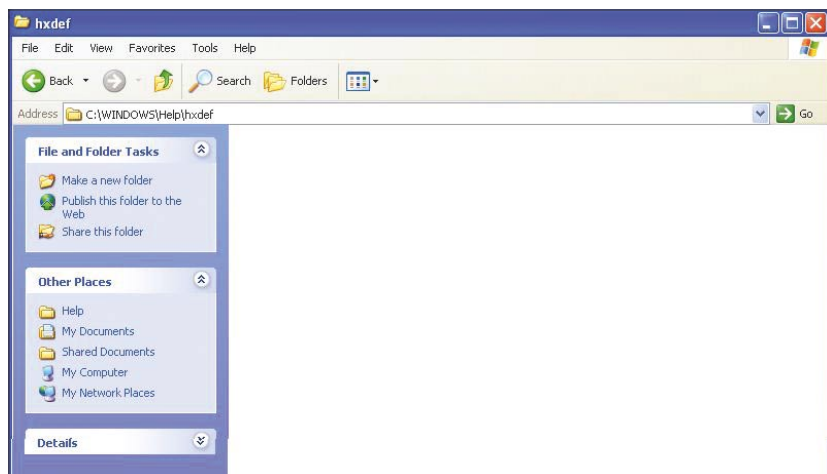 hxdef
File Edit View Favorites Tools Help
Back Search Folders
Address C:\WINDOWS\Help\hxdef Go
File and Folder Tasks
Make a new folder
Publish this folder to the
Web
Share this folder
Other Places
Help
My Documents
Shared Documents
My Computer
My Network Places
Details